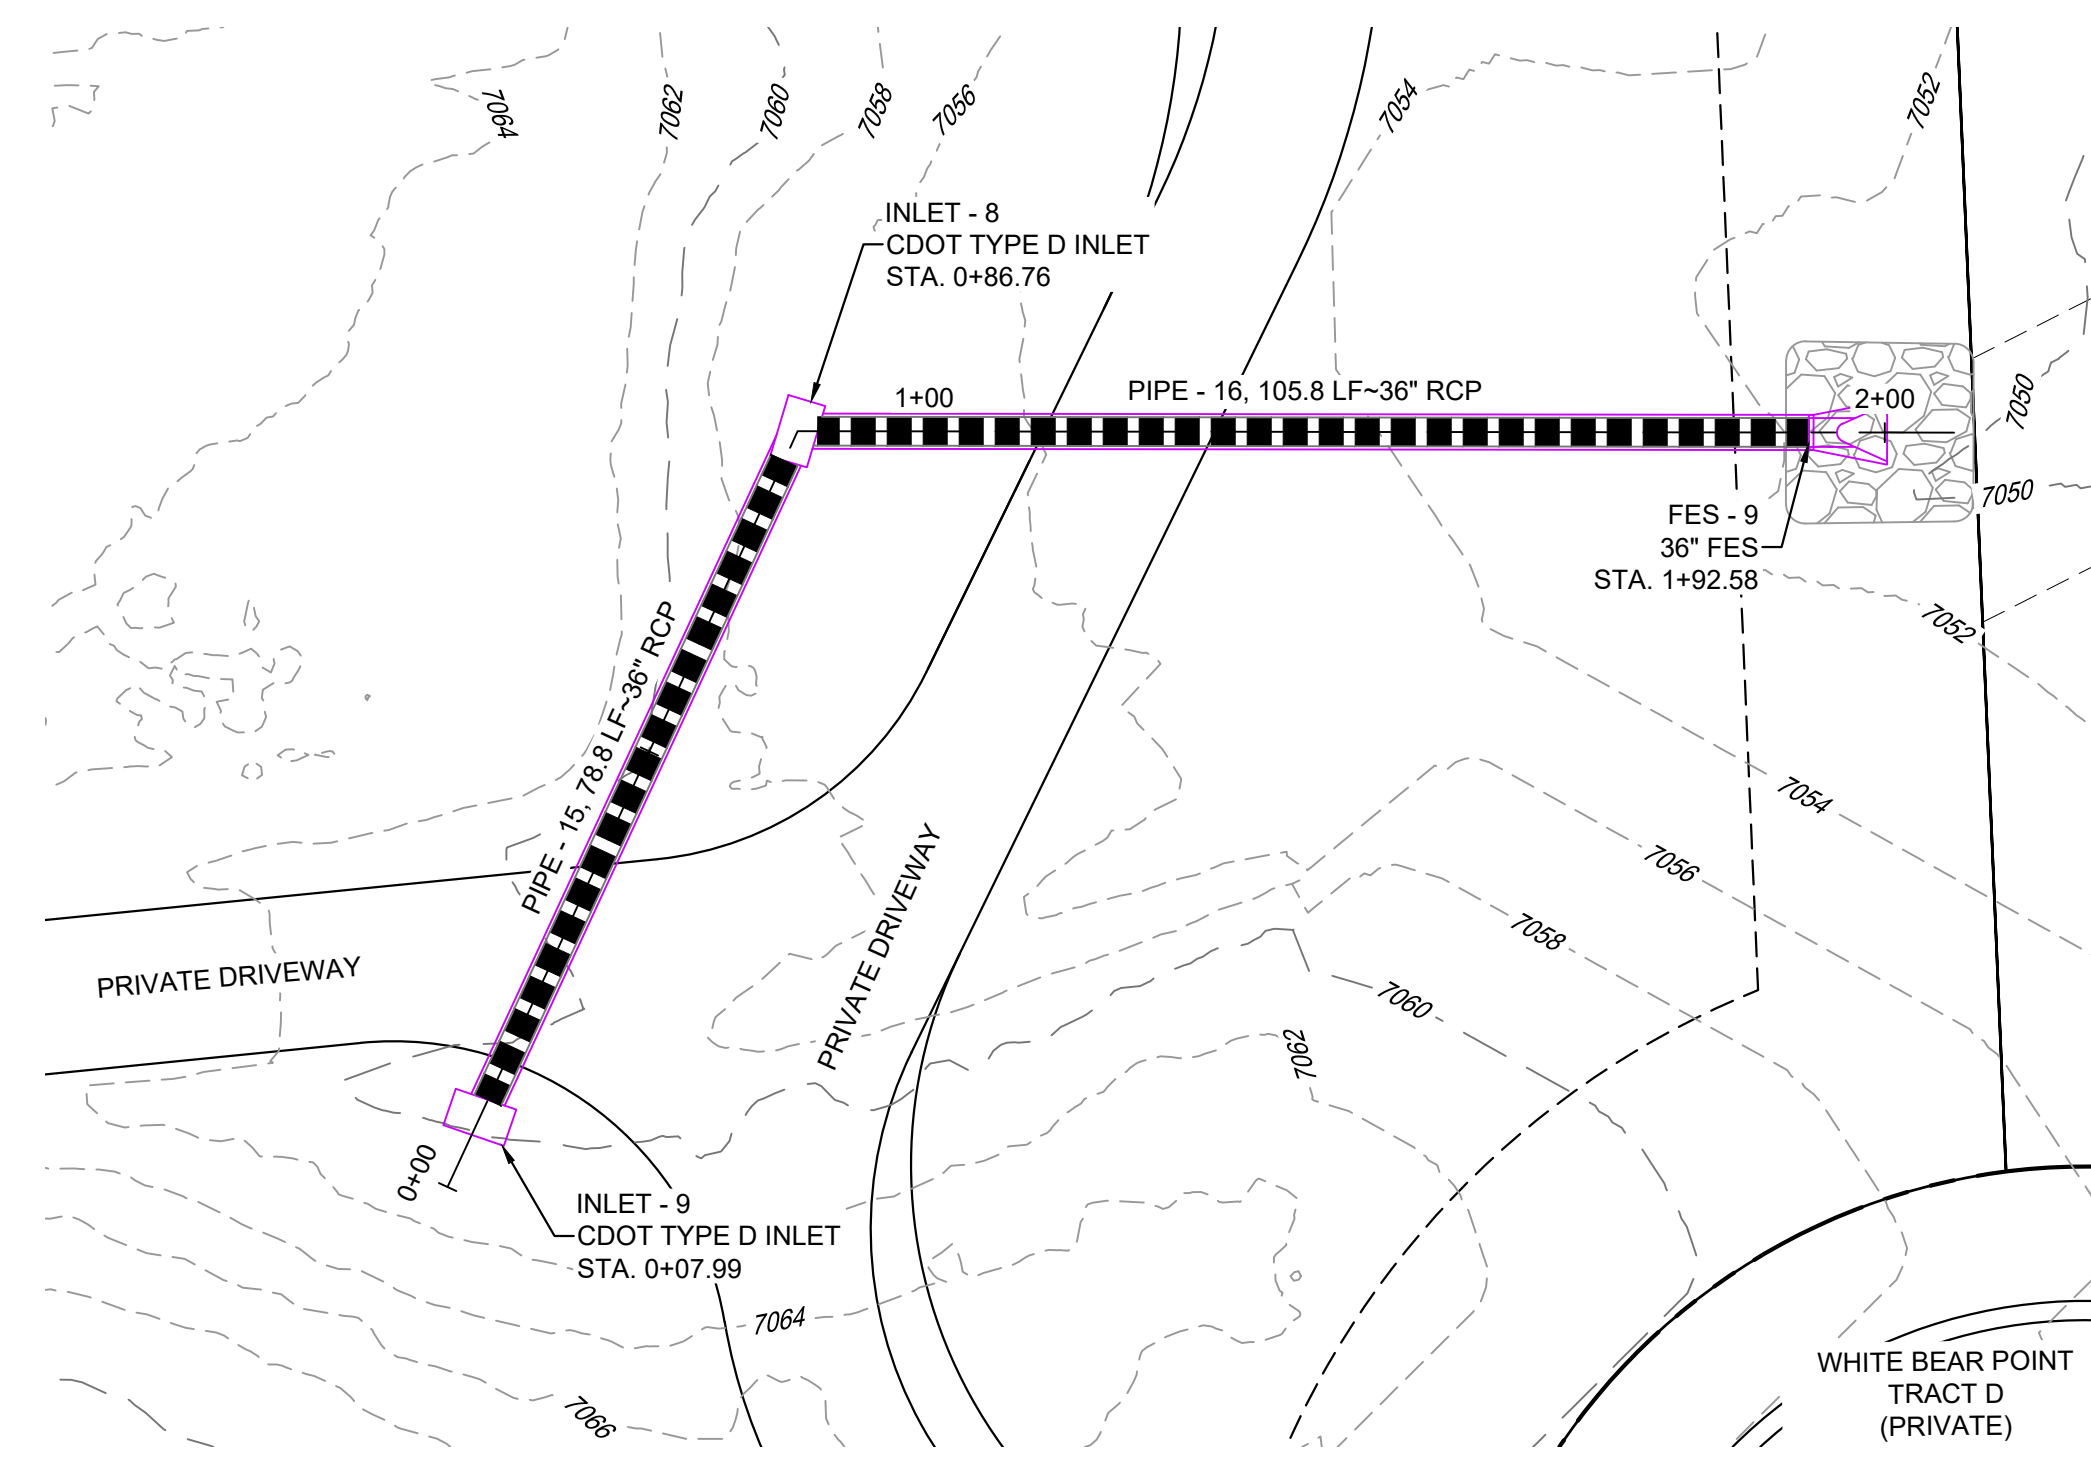 7064
7062
7060
7058
7056
7054
7052
INLET - 8
CDOT TYPE D INLET
STA. 0+86.76
1+00
PIPE - 16, 105.8 LF~36" RCP
2+00
7050
7050
FES - 9
36" FES
STA. 1+92.58
7052
PIPE - 15, 78.8 LF~36" RCP
7054
7056
7058
7060
7062
PRIVATE DRIVEWAY
PRIVATE DRIVEWAY
0+00
INLET - 9
CDOT TYPE D INLET
STA. 0+07.99
7064
7066
WHITE BEAR POINT
TRACT D
(PRIVATE)